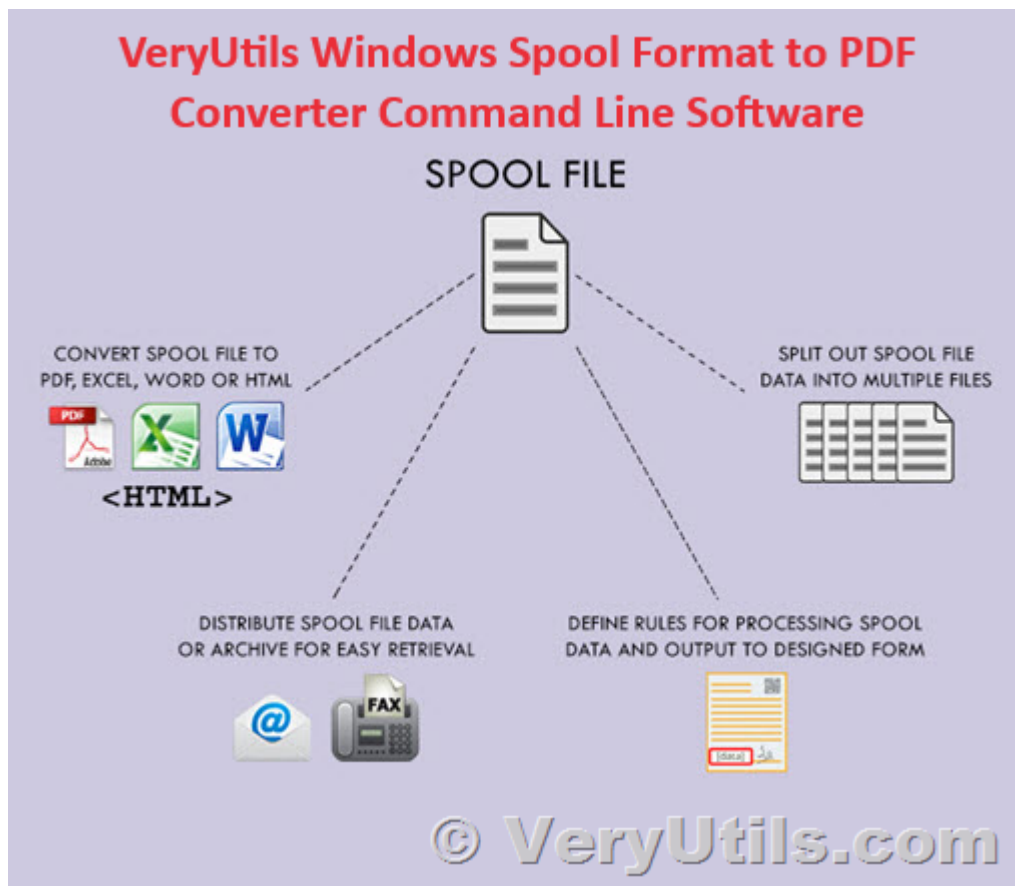 VeryUtils Windows Spool Format to PDF
Converter Command Line Software
SPOOL FILE
CONVERT SPOOL FILE TO
PDF, EXCEL, WORD OR HTML
PDF
Adobe
X
W
<HTML>
SPLIT OUT SPOOL FILE
DATA INTO MULTIPLE FILES
DISTRIBUTE SPOOL FILE DATA
OR ARCHIVE FOR EASY RETRIEVAL
@
FAX
DEFINE RULES FOR PROCESSING SPOOL
DATA AND OUTPUT TO DESIGNED FORM
[data]
© VeryUtils.com